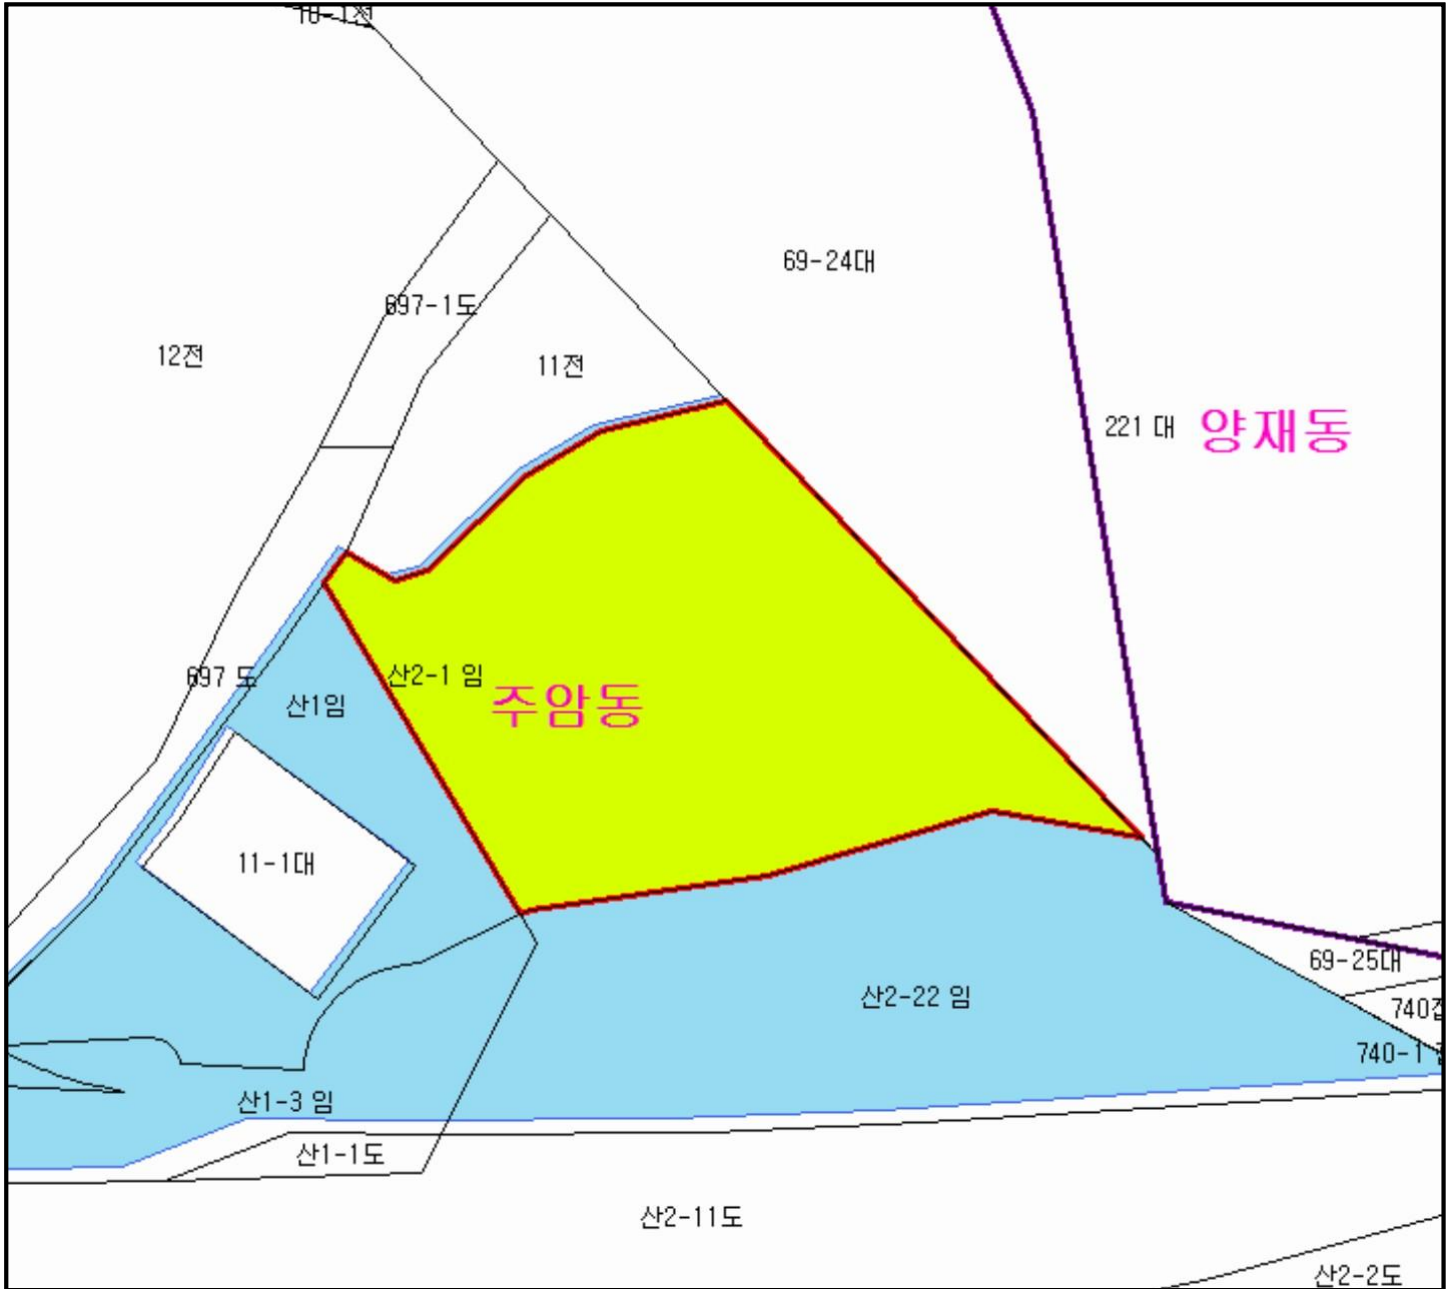 69-24대
697-1도
12전
11전
221 대
양재동
697 도
산1임
산2-1 임
주암동
11-1대
69-25대
산2-22 임
740전
740-1
산1-3 임
산1-1도
산2-11도
산2-2도